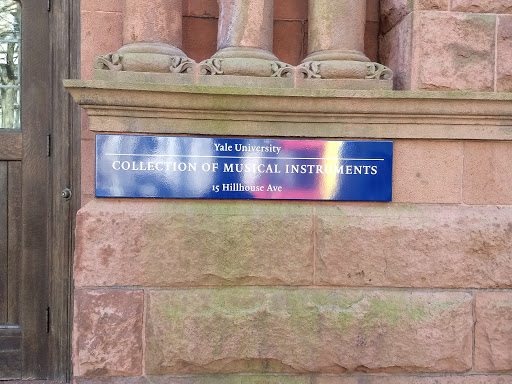 Yale University
COLLECTION OF MUSICAL INSTRUMENTS
15 Hillhouse Ave